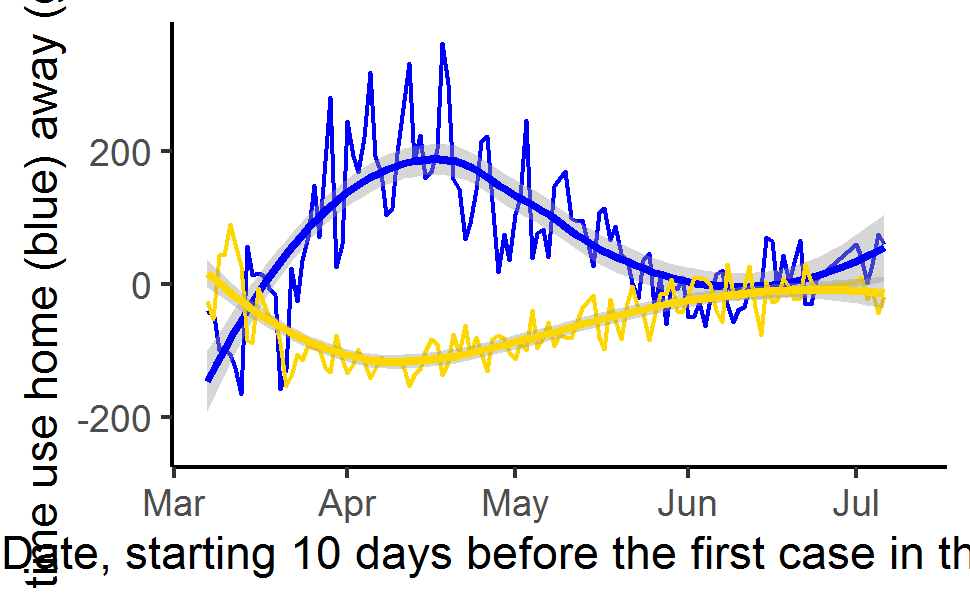 time use home (blue) away (
200
0
-200
Mar Apr May Jun Jul
Date, starting 10 days before the first case in th